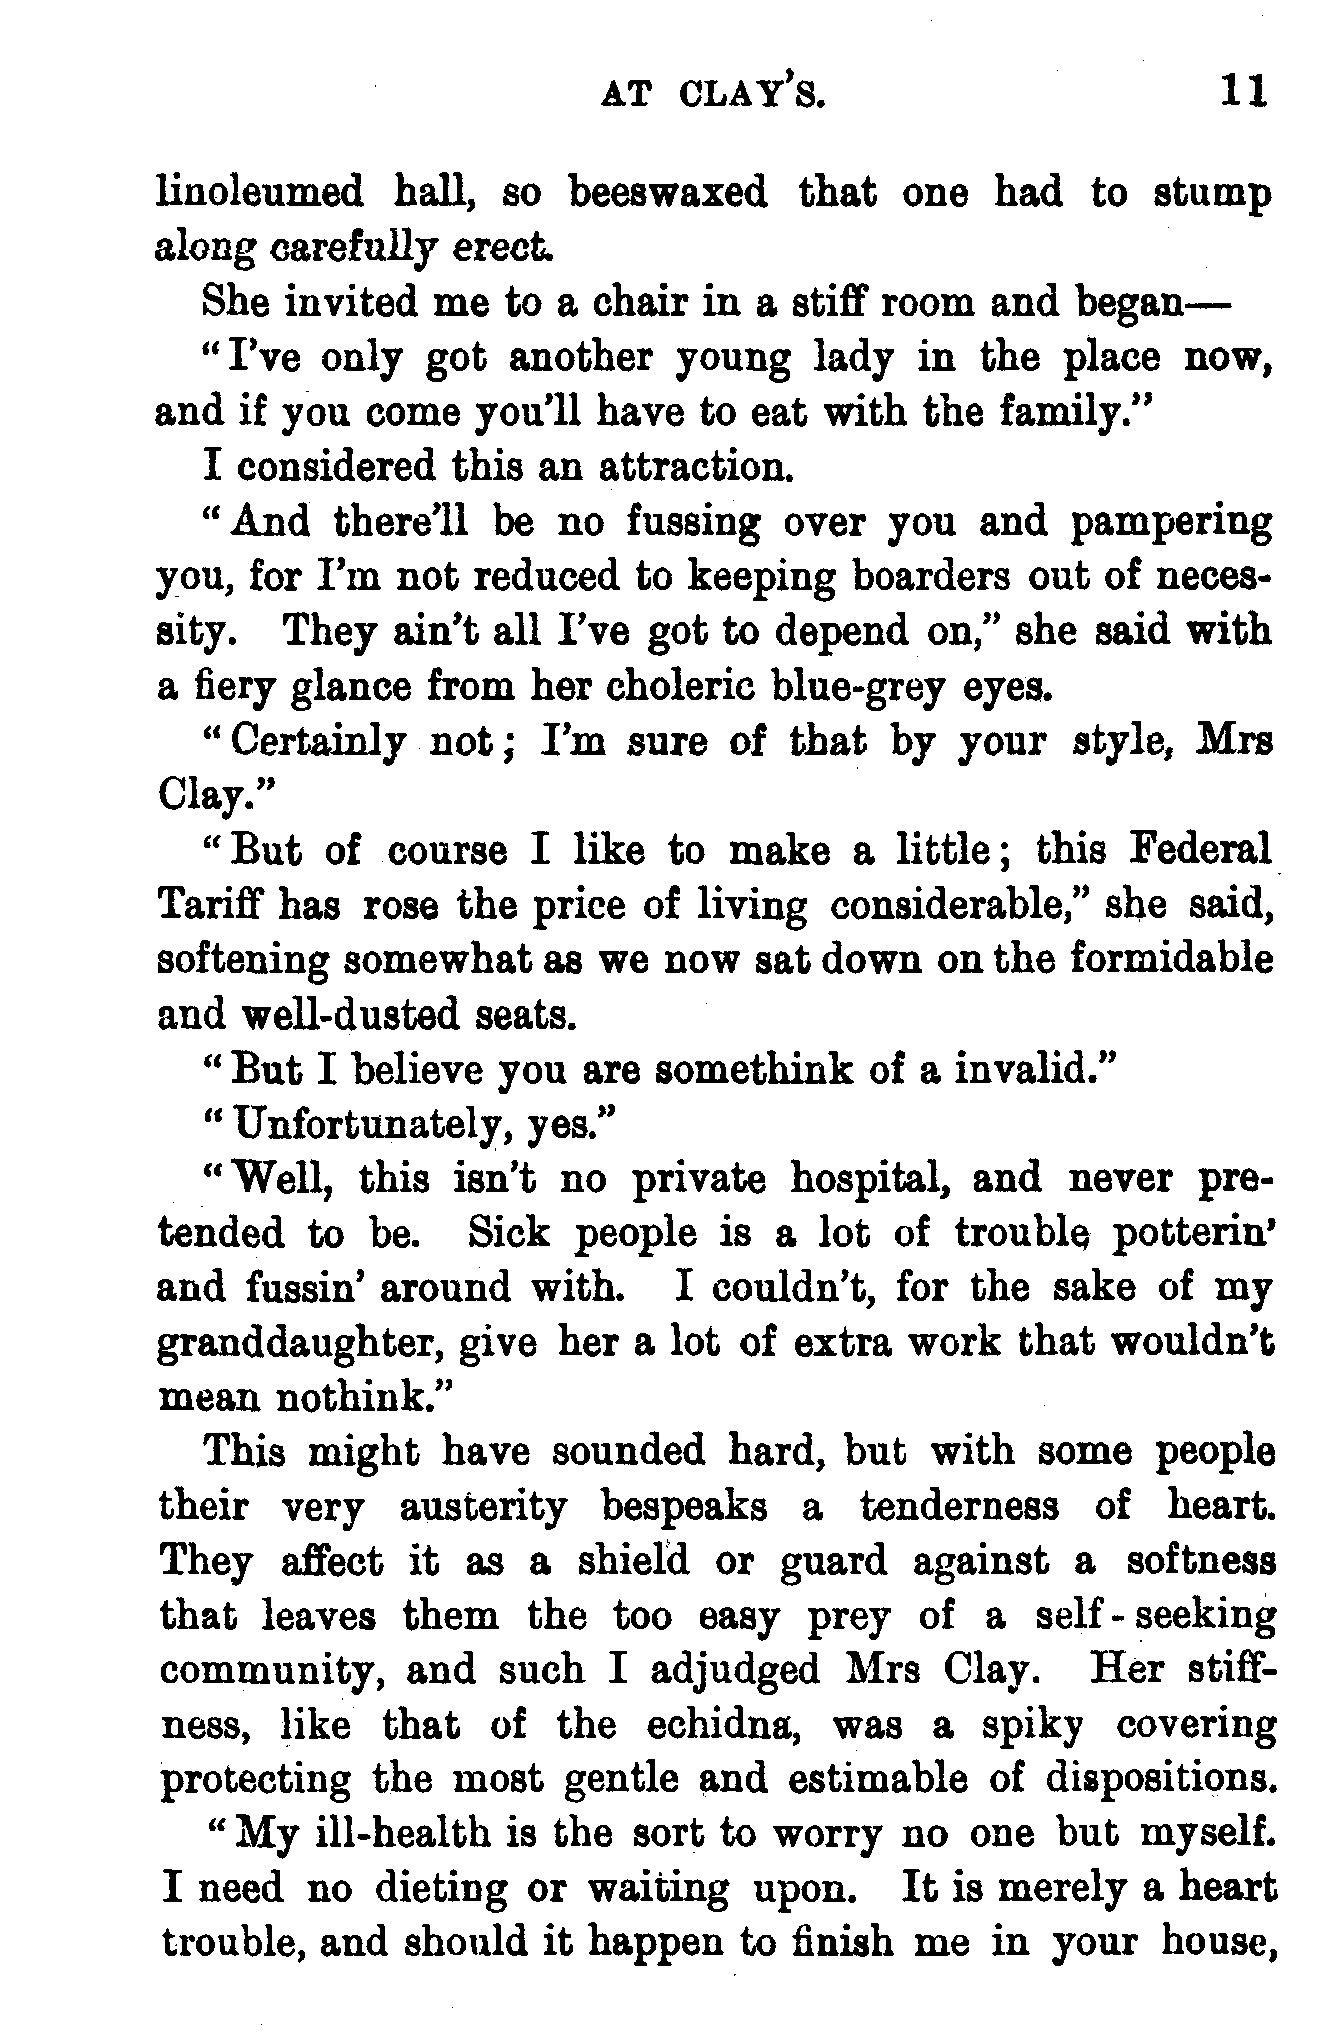 AT CLAY'S. 11
linoleumed hall, so beeswaxed that one had to stump
along carefully erect.
She invited me to a chair in a stiff room and began—
"I've only got another young lady in the place now,
and if you come you'll have to eat with the family."
I considered this an attraction.
"And there'll be no fussing over you and pampering
you, for I'm not reduced to keeping boarders out of neces-
sity. They ain't all I've got to depend on," she said with
a fiery glance from her choleric blue-grey eyes.
"Certainly not; I'm sure of that by your style, Mrs
Clay."
"But of course I like to make a little; this Federal
Tariff has rose the price of living considerable," she said,
softening somewhat as we now sat down on the formidable
and well-dusted seats.
"But I believe you are somethink of a invalid."
"Unfortunately, yes."
"Well, this isn't no private hospital, and never pre-
tended to be. Sick people is a lot of trouble potterin'
and fussin' around with. I couldn't, for the sake of my
granddaughter, give her a lot of extra work that wouldn't
mean nothink."
This might have sounded hard, but with some people
their very austerity bespeaks a tenderness of heart.
They affect it as a shield or guard against a softness
that leaves them the too easy prey of a self-seeking
community, and such I adjudged Mrs Clay. Her stiff-
ness, like that of the echidna, was a spiky covering
protecting the most gentle and estimable of dispositions.
"My ill-health is the sort to worry no one but myself.
I need no dieting or waiting upon. It is merely a heart
trouble, and should it happen to finish me in your house,